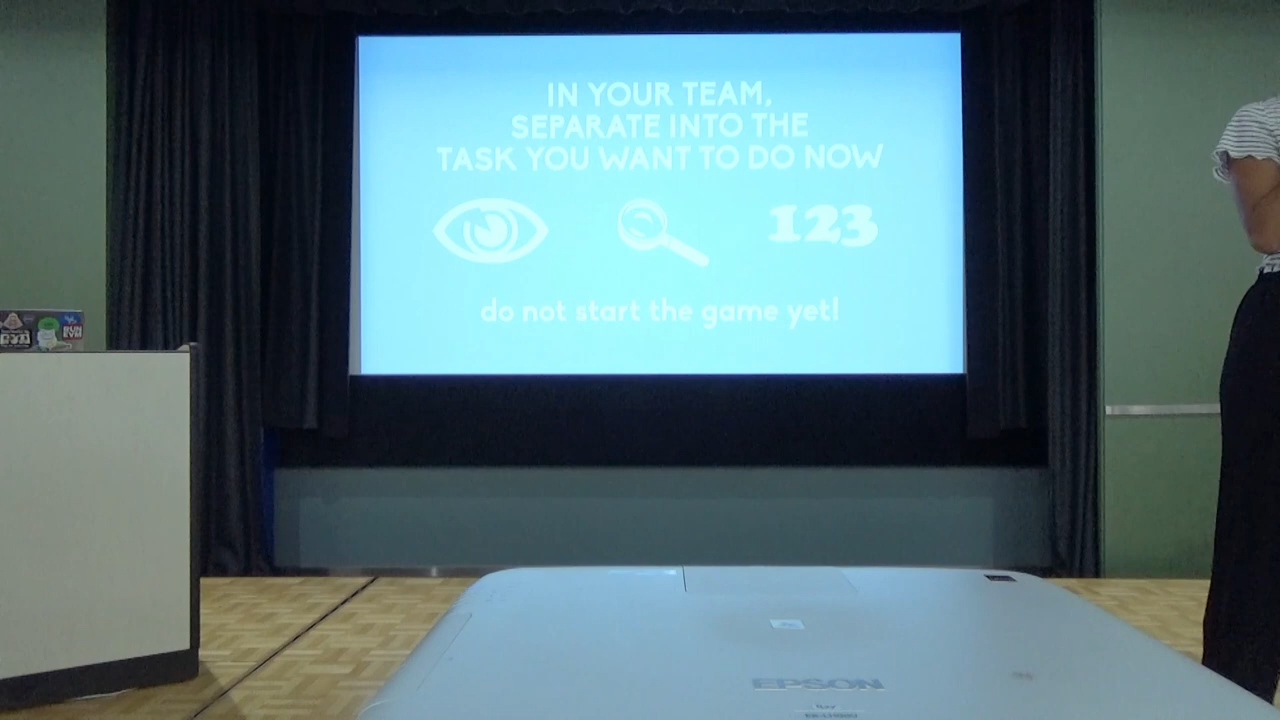 IN YOUR TEAM,
SEPARATE INTO THE
TASK YOU WANT TO DO NOW
123
do not start the game yet!
EPSON